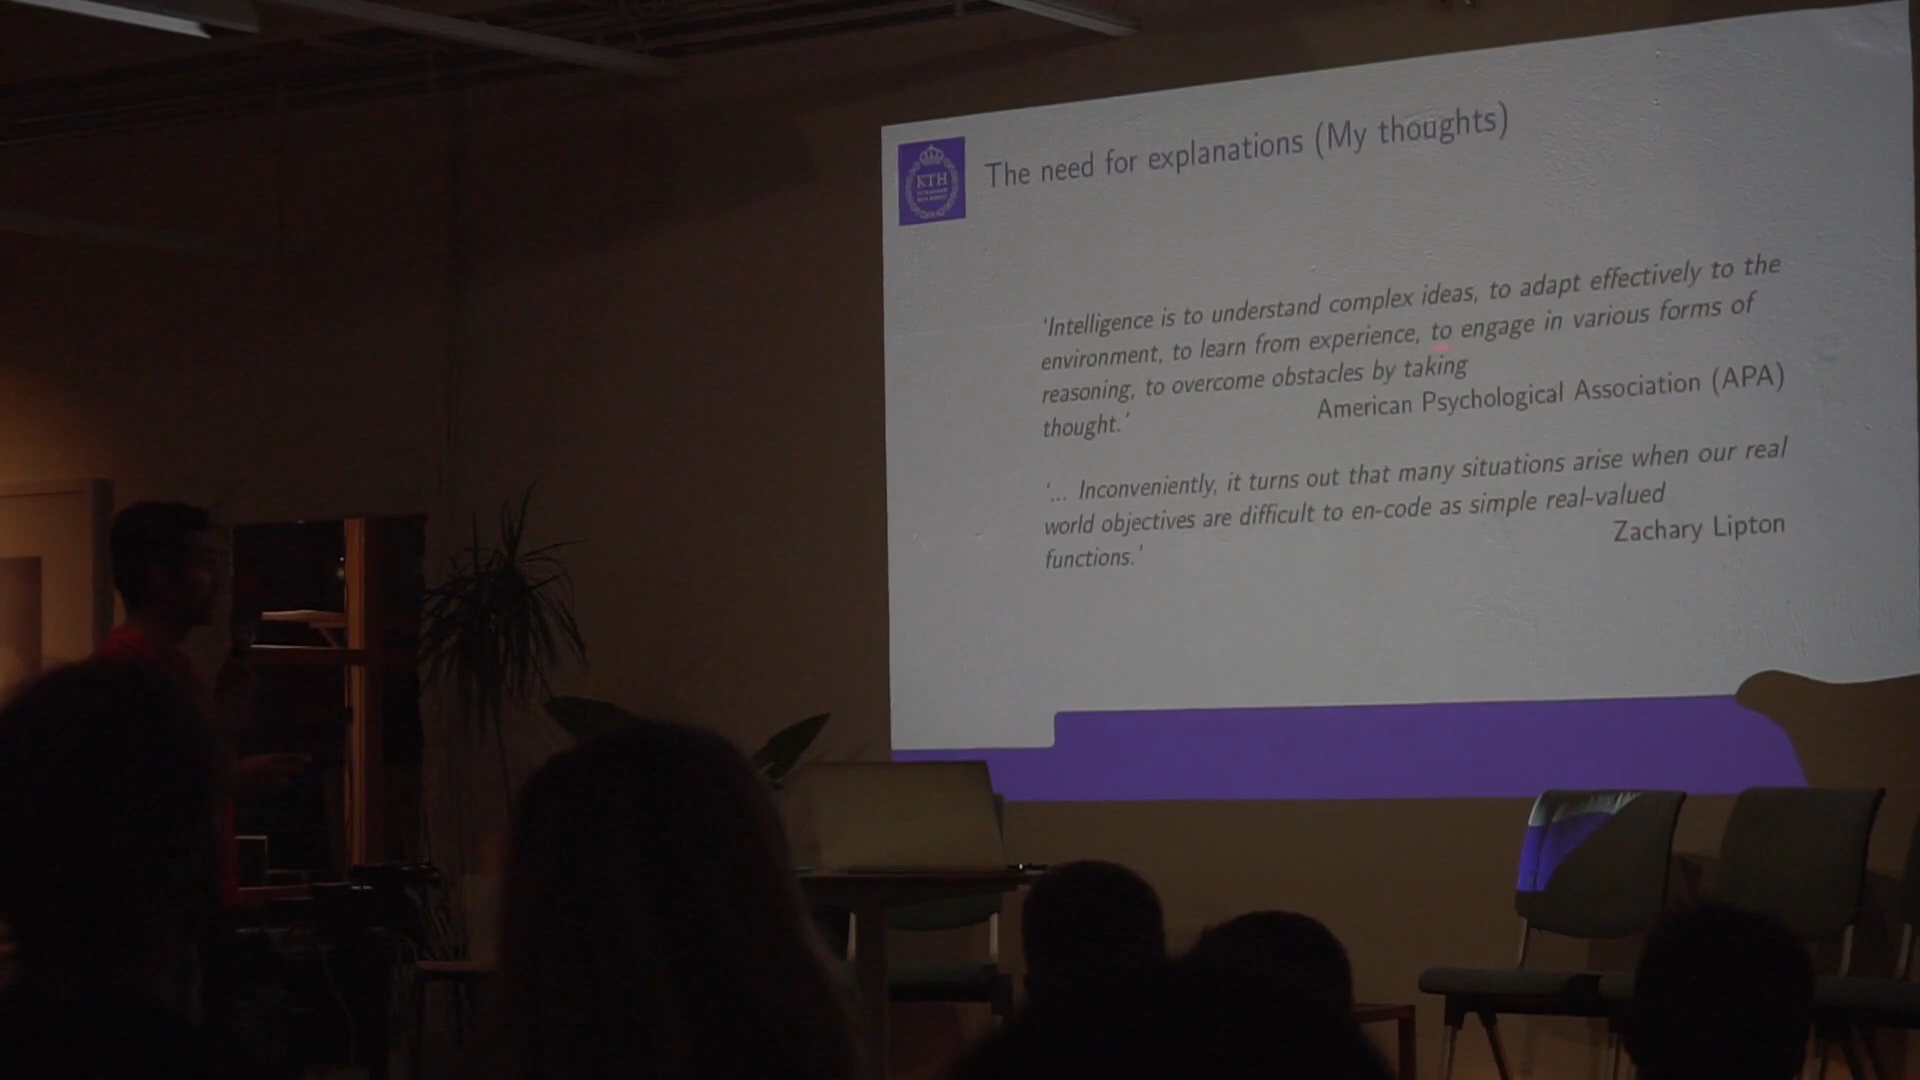 KTH
The need for explanations (My thoughts)
'Intelligence is to understand complex ideas, to adapt effectively to the
environment, to learn from experience, to engage in various forms of
reasoning, to overcome obstacles by taking
thought.' American Psychological Association (APA)
'... Inconveniently, it turns out that many situations arise when our real
world objectives are difficult to en-code as simple real-valued
functions.' Zachary Lipton